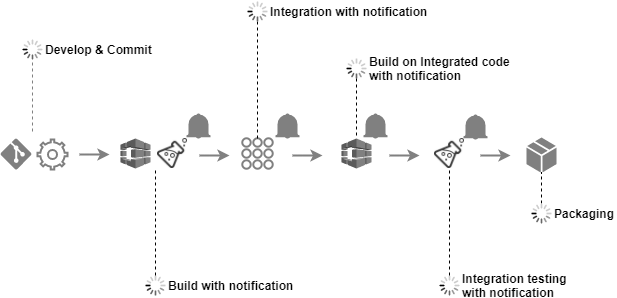 Integration with notification
Develop & Commit
Build on Integrated code
with notification
Packaging
Build with notification
Integration testing
with notification